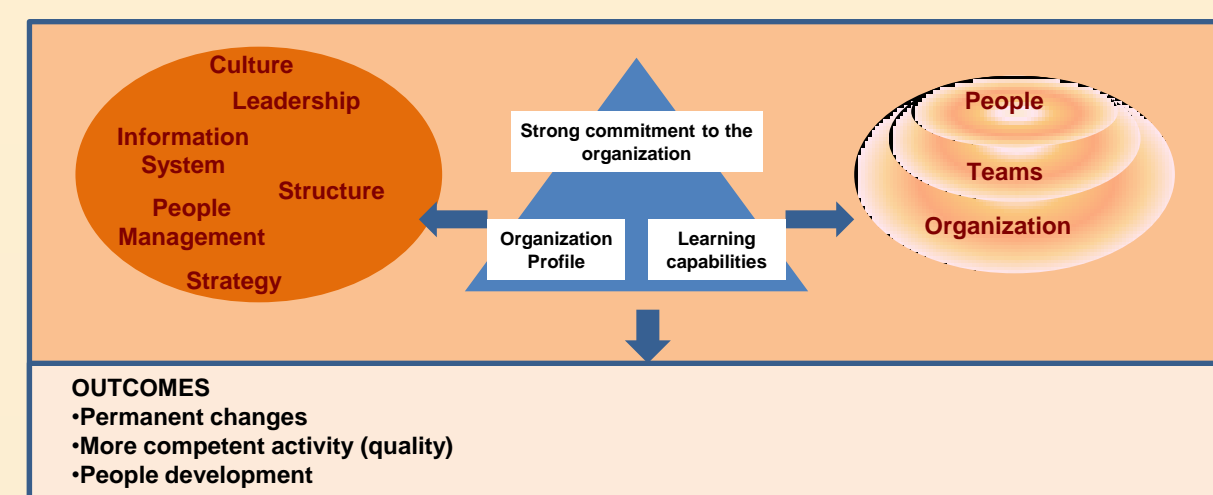 Culture
Leadership
Information
System
Structure
People
Management
Strategy
Strong commitment to the
organization
Organization
Profile
Learning
capabilities
People
Teams
Organization
OUTCOMES
•Permanent changes
•More competent activity (quality)
•People development